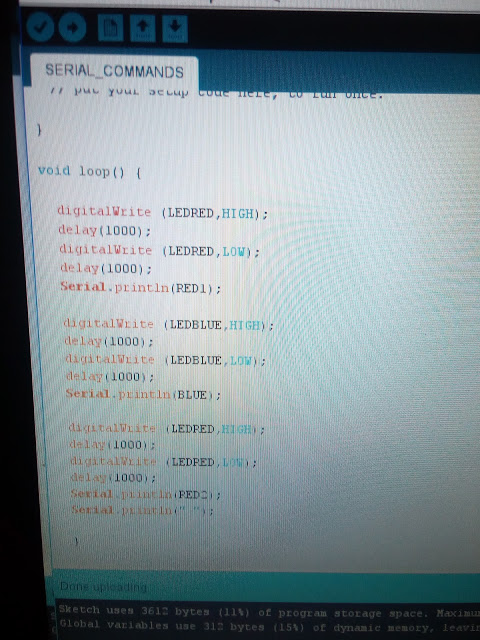 SERIAL_COMMANDS
// put your setup code here, to run once:
}
void loop() {
digitalWrite (LEDRED,HIGH);
delay(1000);
digitalWrite (LEDRED,LOW);
delay(1000);
Serial.println(RED1);
digitalWrite (LEDBLUE,HIGH);
delay(1000);
digitalWrite (LEDBLUE,LOW);
delay(1000);
Serial.println(BLUE);
digitalWrite (LEDRED,HIGH);
delay(1000);
digitalWrite (LEDRED,LOW);
delay(1000);
Serial.println(RED2);
Serial.println(" ");
}
Done uploading.
Sketch uses 3612 bytes (11%) of program storage space. Maximu
Global variables use 312 bytes (15%) of dynamic memory, leavin